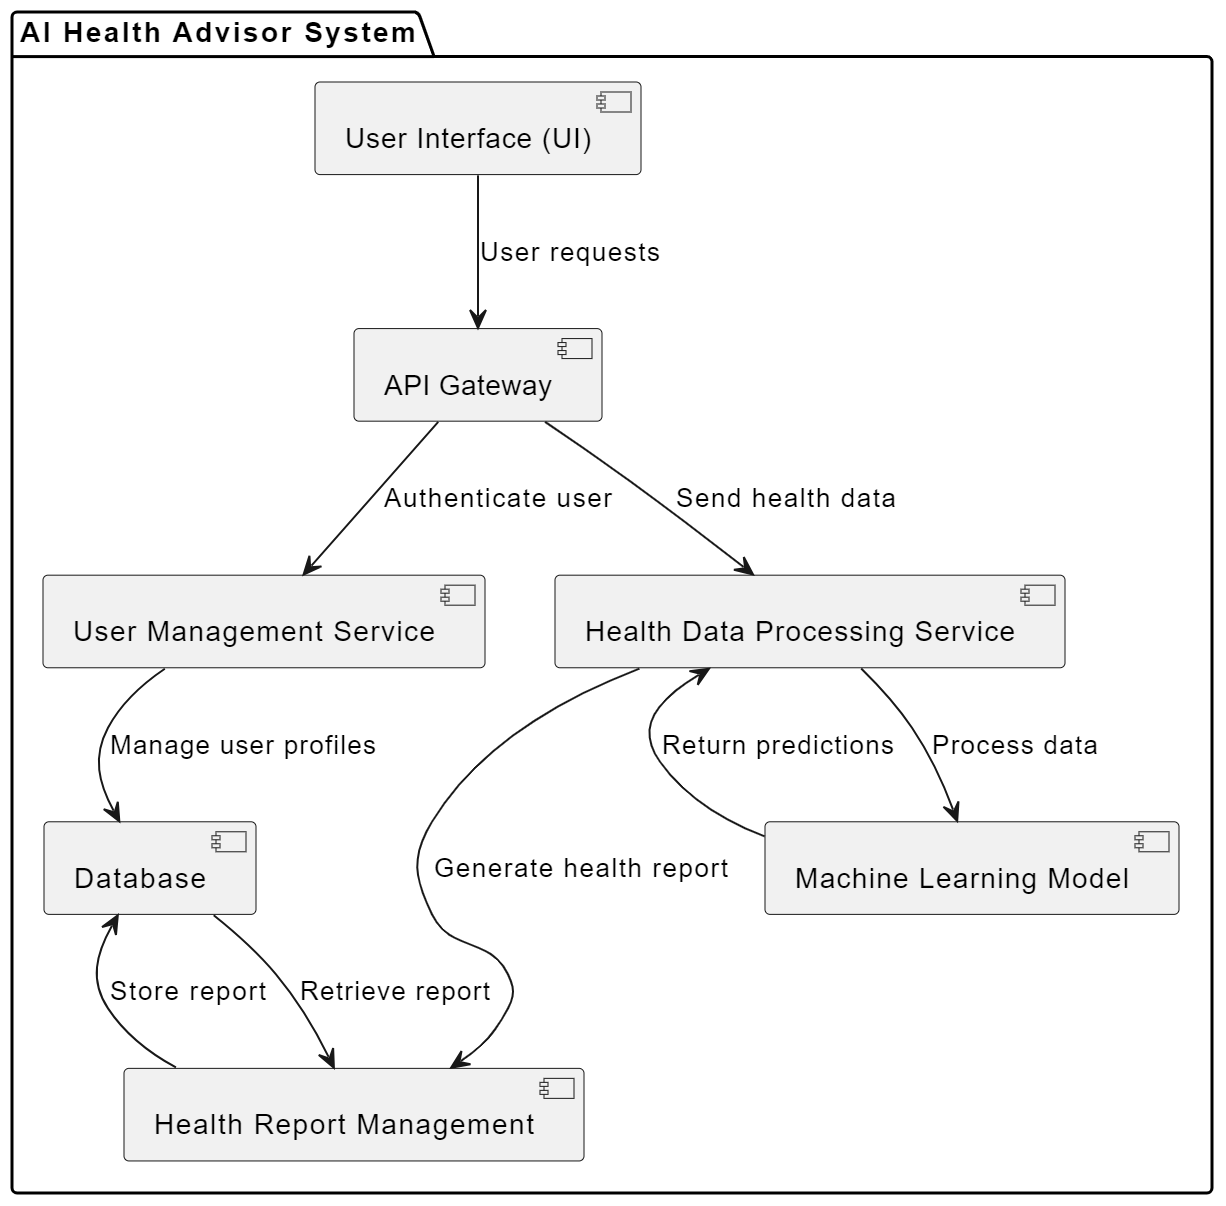 AI Health Advisor System
User Interface (UI)
User requests
API Gateway
Authenticate user
Send health data
User Management Service
Health Data Processing Service
Manage user profiles
Return predictions
Process data
Database
Generate health report
Machine Learning Model
Store report
Retrieve report
Health Report Management